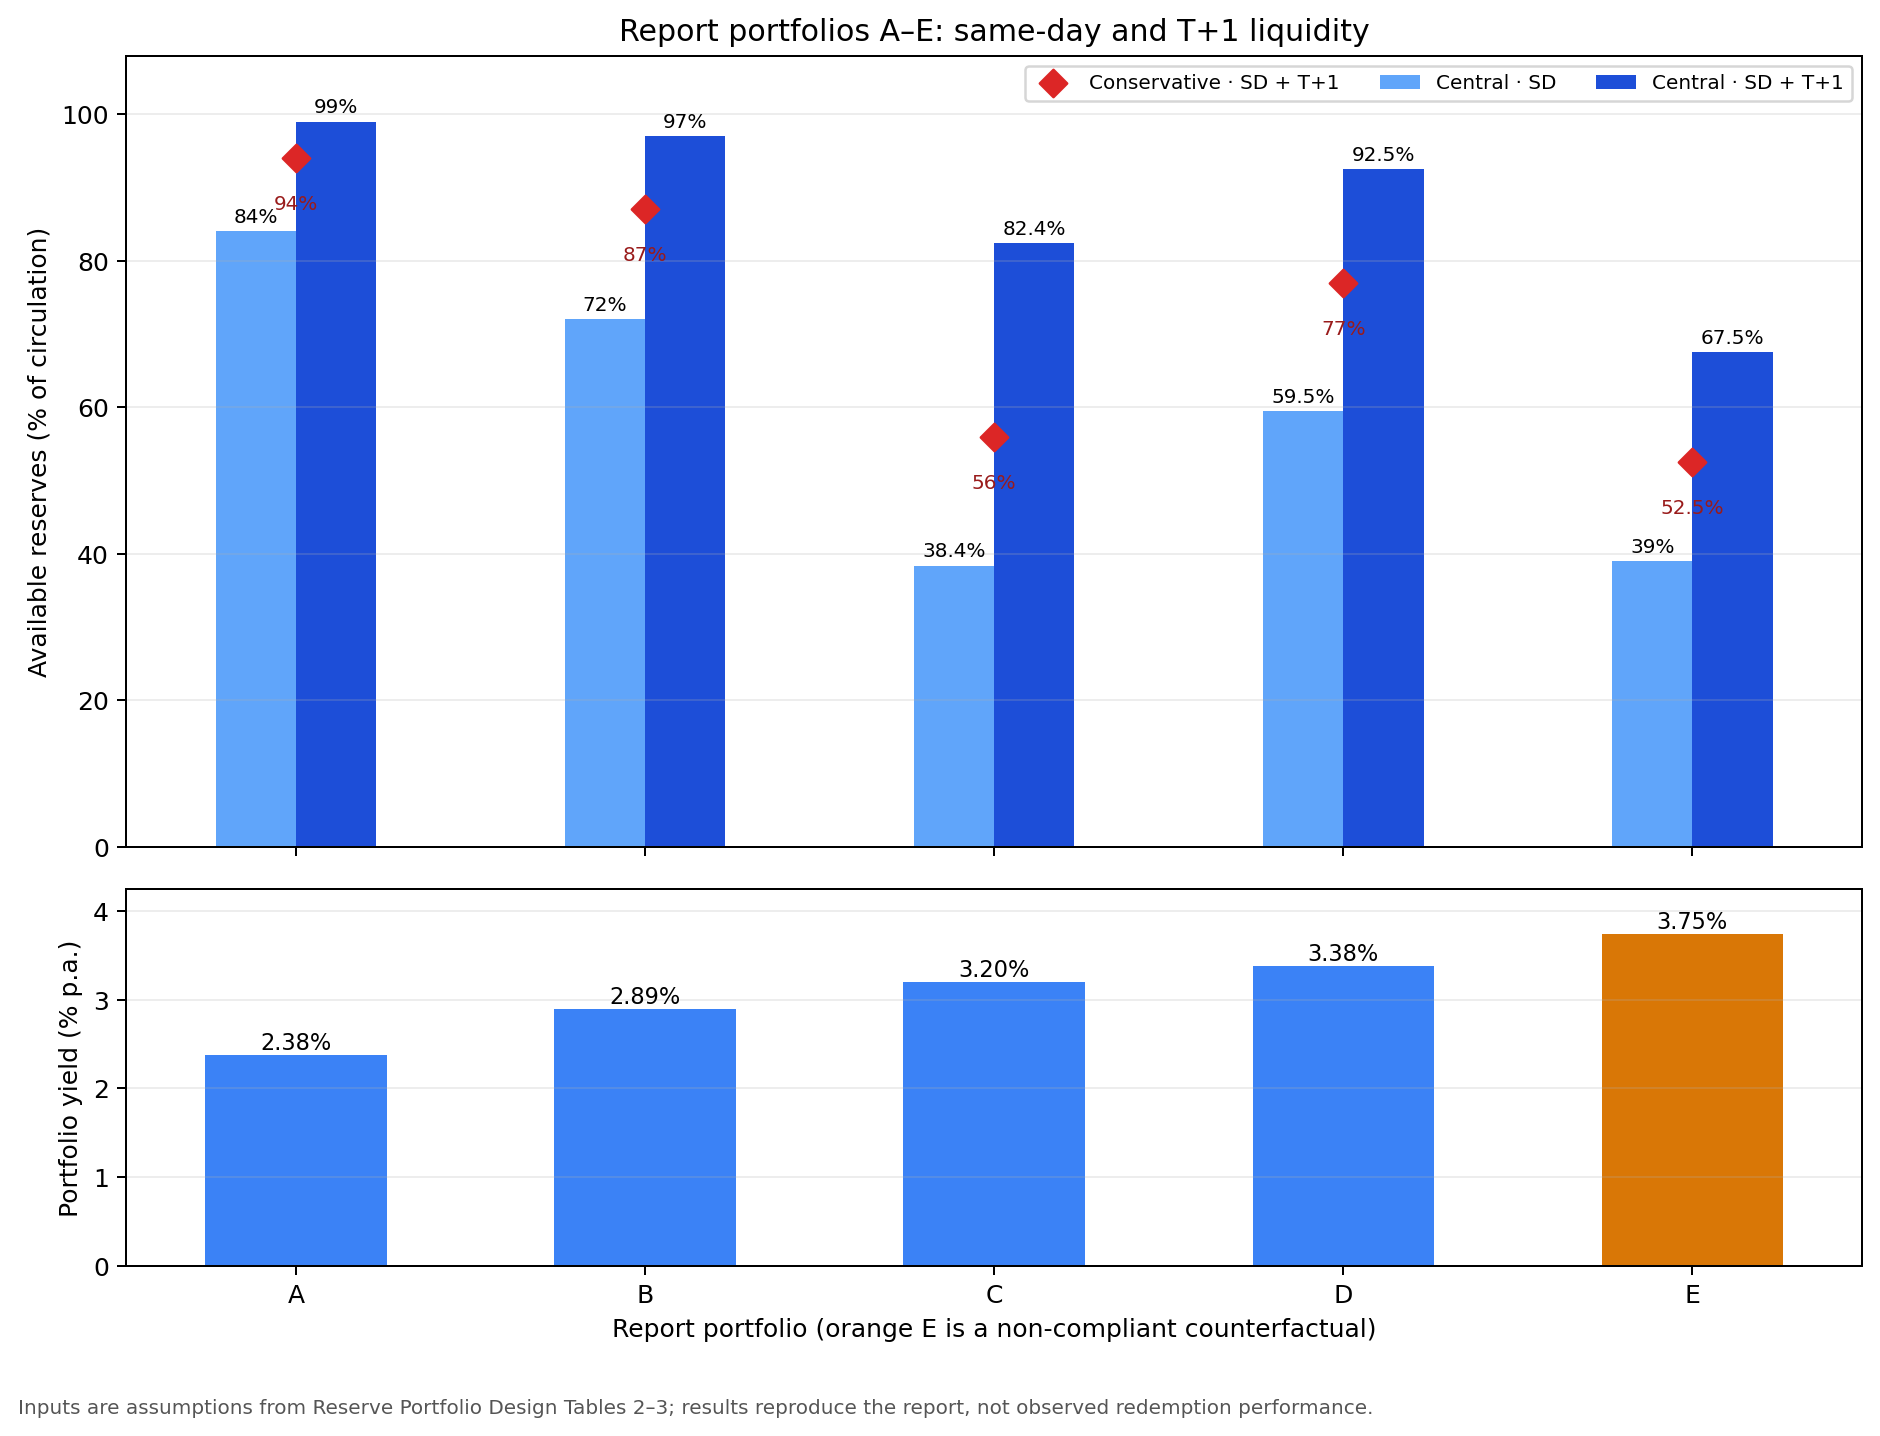 Report portfolios A–E: same-day and T+1 liquidity
Conservative · SD + T+1
Central · SD
Central · SD + T+1
Available reserves (% of circulation)
100
80
60
40
20
0
84%
94%
99%
72%
87%
97%
38.4%
56%
82.4%
59.5%
77%
92.5%
39%
52.5%
67.5%
Portfolio yield (% p.a.)
4
3
2
1
0
2.38%
2.89%
3.20%
3.38%
3.75%
A
B
C
D
E
Report portfolio (orange E is a non-compliant counterfactual)
Inputs are assumptions from Reserve Portfolio Design Tables 2–3; results reproduce the report, not observed redemption performance.